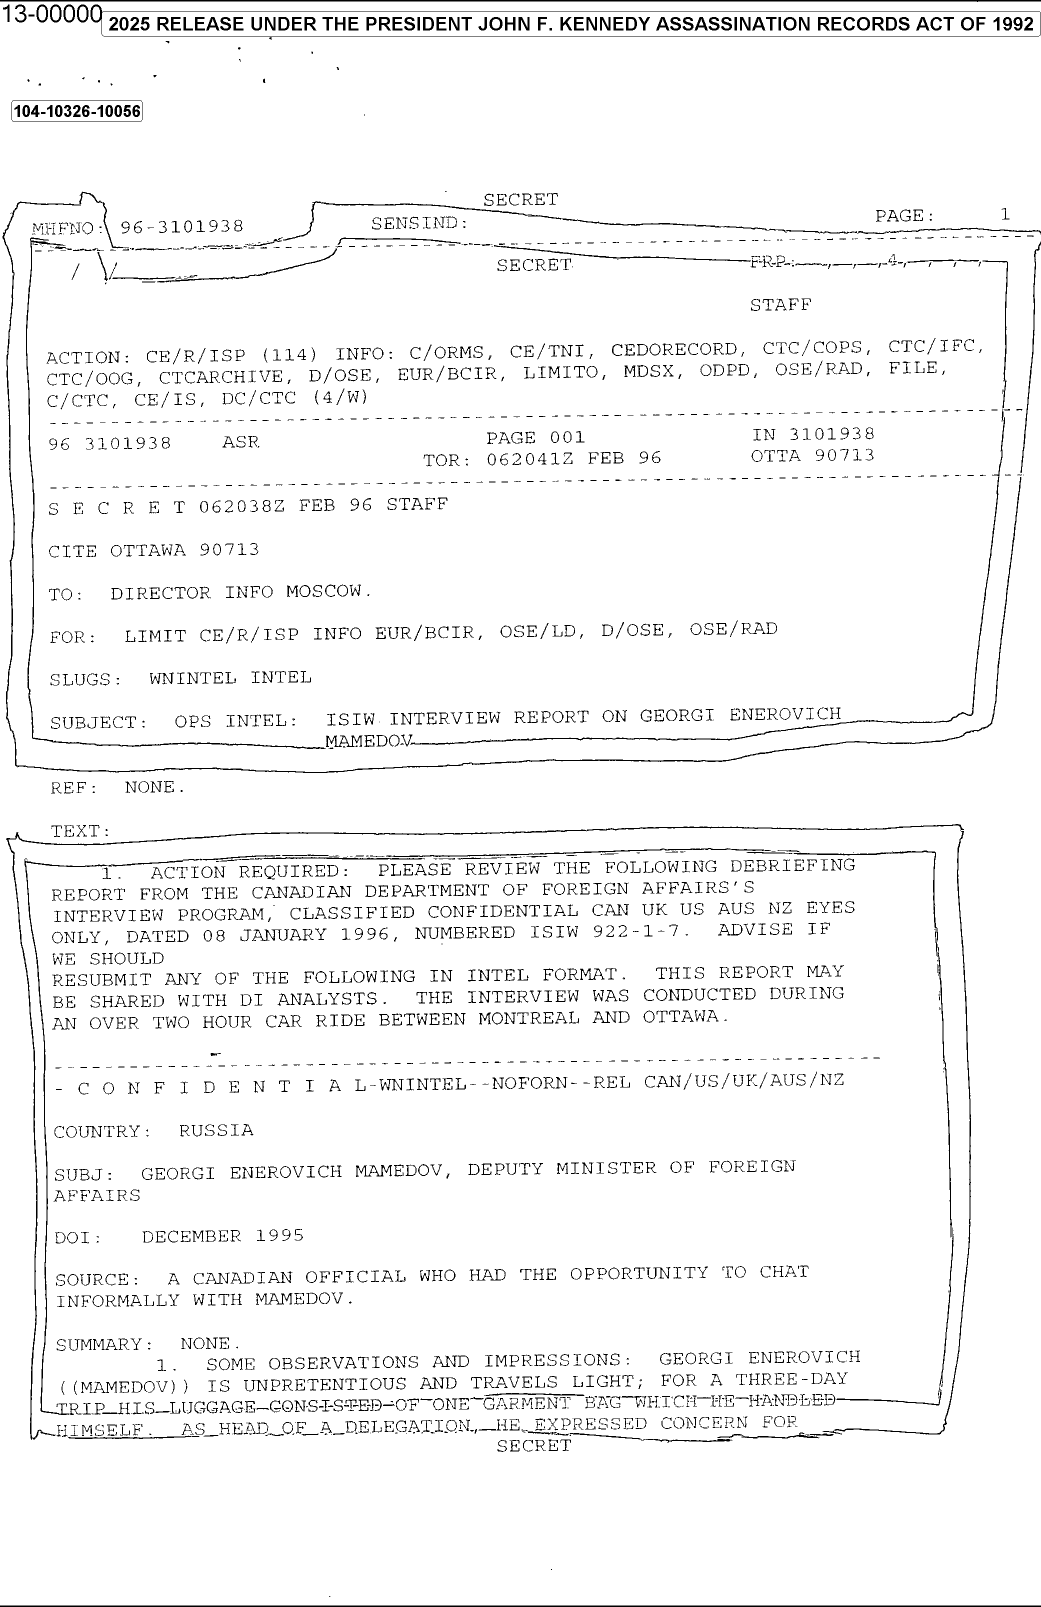 13-00000
2025 RELEASE UNDER THE PRESIDENT JOHN F. KENNEDY ASSASSINATION RECORDS ACT OF 1992
104-10326-10056
SECRET
MHFNO: 96-3101938 SENSIND: PAGE: 1
/ / SECRET FRP: , , ,4, , , ,
STAFF
ACTION: CE/R/ISP (114) INFO: C/ORMS, CE/TNI, CEDORECORD, CTC/COPS, CTC/IFC,
CTC/OOG, CTCARCHIVE, D/OSE, EUR/BCIR, LIMITO, MDSX, ODPD, OSE/RAD, FILE,
C/CTC, CE/IS, DC/CTC (4/W)
96 3101938 ASR PAGE 001 IN 3101938
TOR: 062041Z FEB 96 OTTA 90713
S E C R E T 062038Z FEB 96 STAFF
CITE OTTAWA 90713
TO: DIRECTOR INFO MOSCOW.
FOR: LIMIT CE/R/ISP INFO EUR/BCIR, OSE/LD, D/OSE, OSE/RAD
SLUGS: WNINTEL INTEL
SUBJECT: OPS INTEL: ISIW INTERVIEW REPORT ON GEORGI ENEROVICH
MAMEDOV
REF: NONE.
TEXT:
1. ACTION REQUIRED: PLEASE REVIEW THE FOLLOWING DEBRIEFING
REPORT FROM THE CANADIAN DEPARTMENT OF FOREIGN AFFAIRS'S
INTERVIEW PROGRAM, CLASSIFIED CONFIDENTIAL CAN UK US AUS NZ EYES
ONLY, DATED 08 JANUARY 1996, NUMBERED ISIW 922-1-7. ADVISE IF
WE SHOULD
RESUBMIT ANY OF THE FOLLOWING IN INTEL FORMAT. THIS REPORT MAY
BE SHARED WITH DI ANALYSTS. THE INTERVIEW WAS CONDUCTED DURING
AN OVER TWO HOUR CAR RIDE BETWEEN MONTREAL AND OTTAWA.
- C O N F I D E N T I A L-WNINTEL--NOFORN--REL CAN/US/UK/AUS/NZ
COUNTRY: RUSSIA
SUBJ: GEORGI ENEROVICH MAMEDOV, DEPUTY MINISTER OF FOREIGN
AFFAIRS
DOI: DECEMBER 1995
SOURCE: A CANADIAN OFFICIAL WHO HAD THE OPPORTUNITY TO CHAT
INFORMALLY WITH MAMEDOV.
SUMMARY: NONE.
1. SOME OBSERVATIONS AND IMPRESSIONS: GEORGI ENEROVICH
((MAMEDOV)) IS UNPRETENTIOUS AND TRAVELS LIGHT; FOR A THREE-DAY
TRIP HIS LUGGAGE CONSISTED OF ONE GARMENT BAG WHICH HE HANDLED
HIMSELF. AS HEAD OF A DELEGATION, HE EXPRESSED CONCERN FOR
SECRET